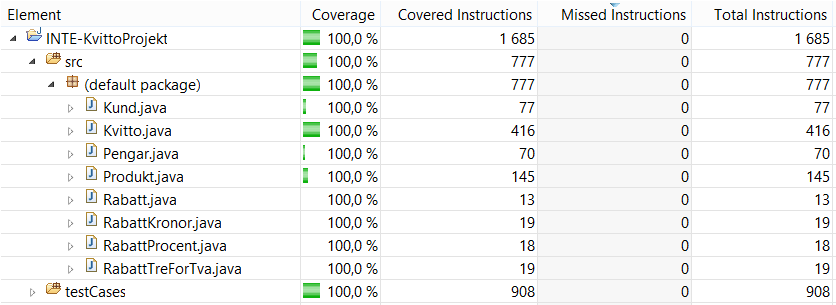 Element Coverage Covered Instructions Missed Instructions Total Instructions
INTE-KvittoProjekt 100,0 % 1 685 0 1 685
src 100,0 % 777 0 777
(default package) 100,0 % 777 0 777
Kund.java 100,0 % 77 0 77
Kvitto.java 100,0 % 416 0 416
Pengar.java 100,0 % 70 0 70
Produkt.java 100,0 % 145 0 145
Rabatt.java 100,0 % 13 0 13
RabattKronor.java 100,0 % 19 0 19
RabattProcent.java 100,0 % 18 0 18
RabattTreForTva.java 100,0 % 19 0 19
testCases 100,0 % 908 0 908